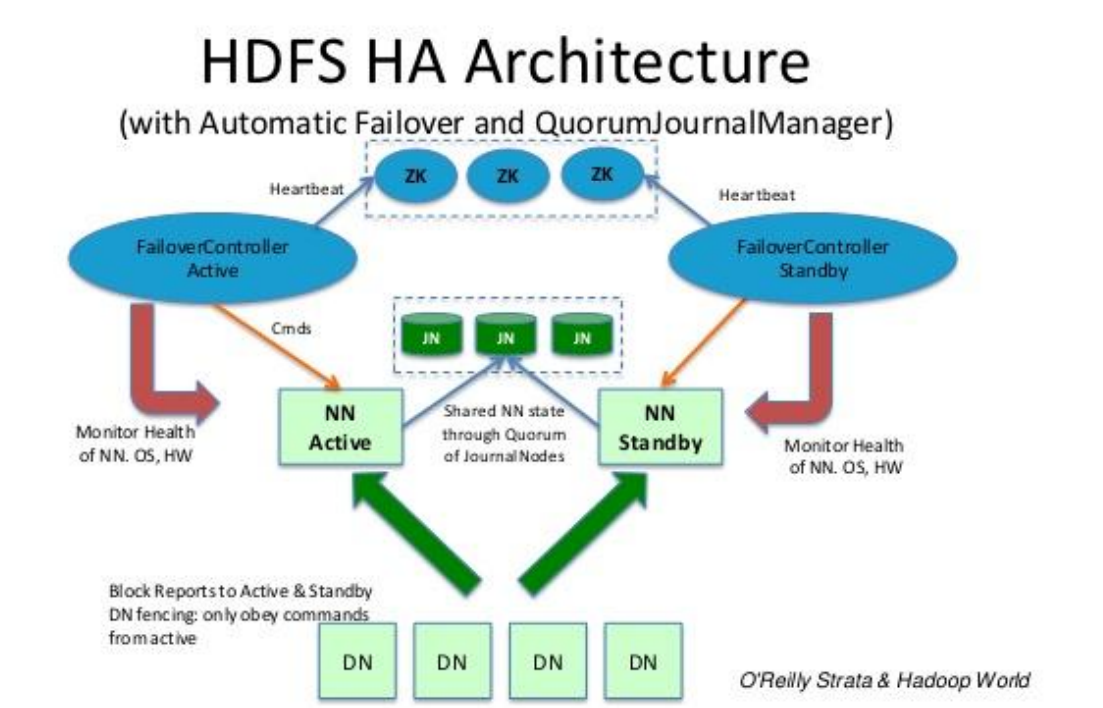 HDFS HA Architecture
(with Automatic Failover and QuorumJournalManager)
ZK
ZK
ZK
Heartbeat
Heartbeat
FailoverController
Active
FailoverController
Standby
Cmds
JN
JN
JN
NN
Active
Shared NN state
through Quorum
of JournalNodes
NN
Standby
Monitor Health
of NN. OS, HW
Monitor Health
of NN. OS, HW
Block Reports to Active & Standby
DN fencing: only obey commands
from active
DN
DN
DN
DN
O'Reilly Strata & Hadoop World